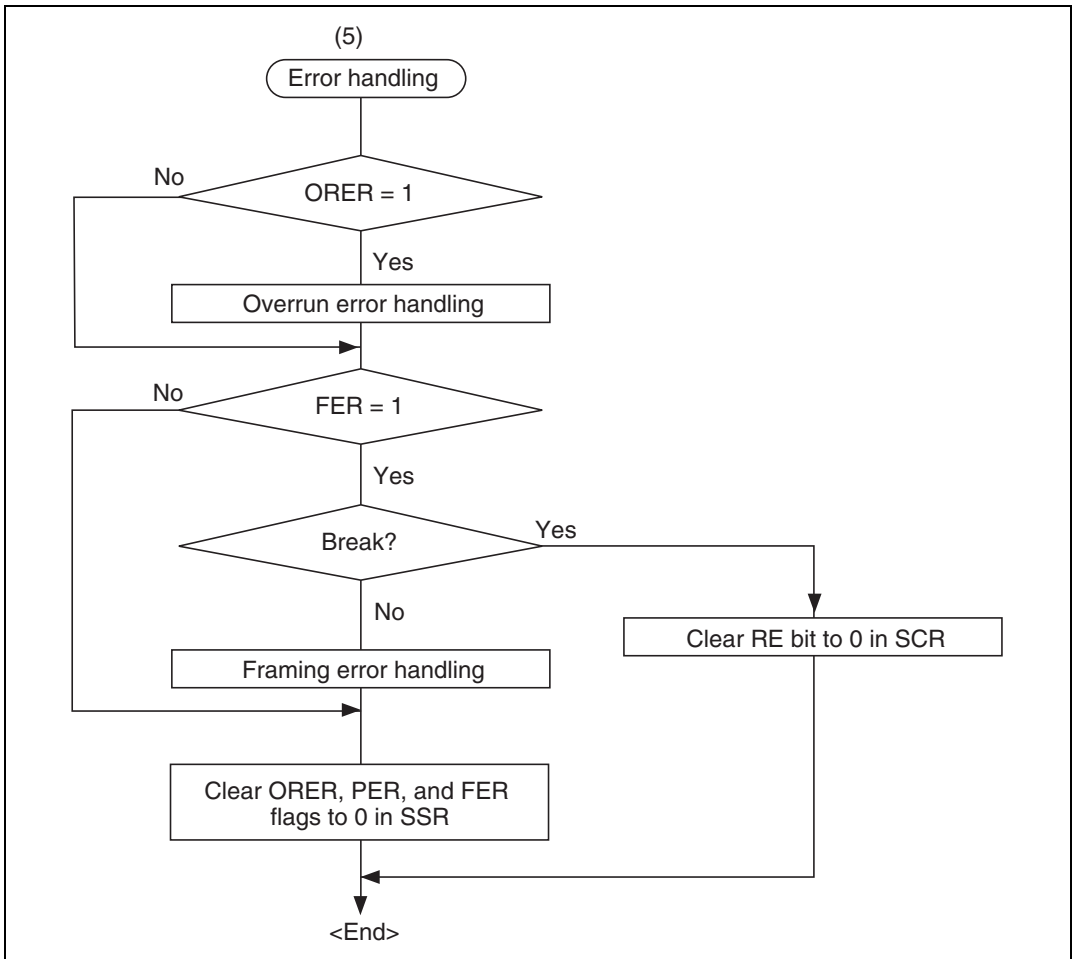 (5)
Error handling
No
ORER = 1
Yes
Overrun error handling
No
FER = 1
Yes
Break?
Yes
No
Clear RE bit to 0 in SCR
Framing error handling
Clear ORER, PER, and FER
flags to 0 in SSR
<End>